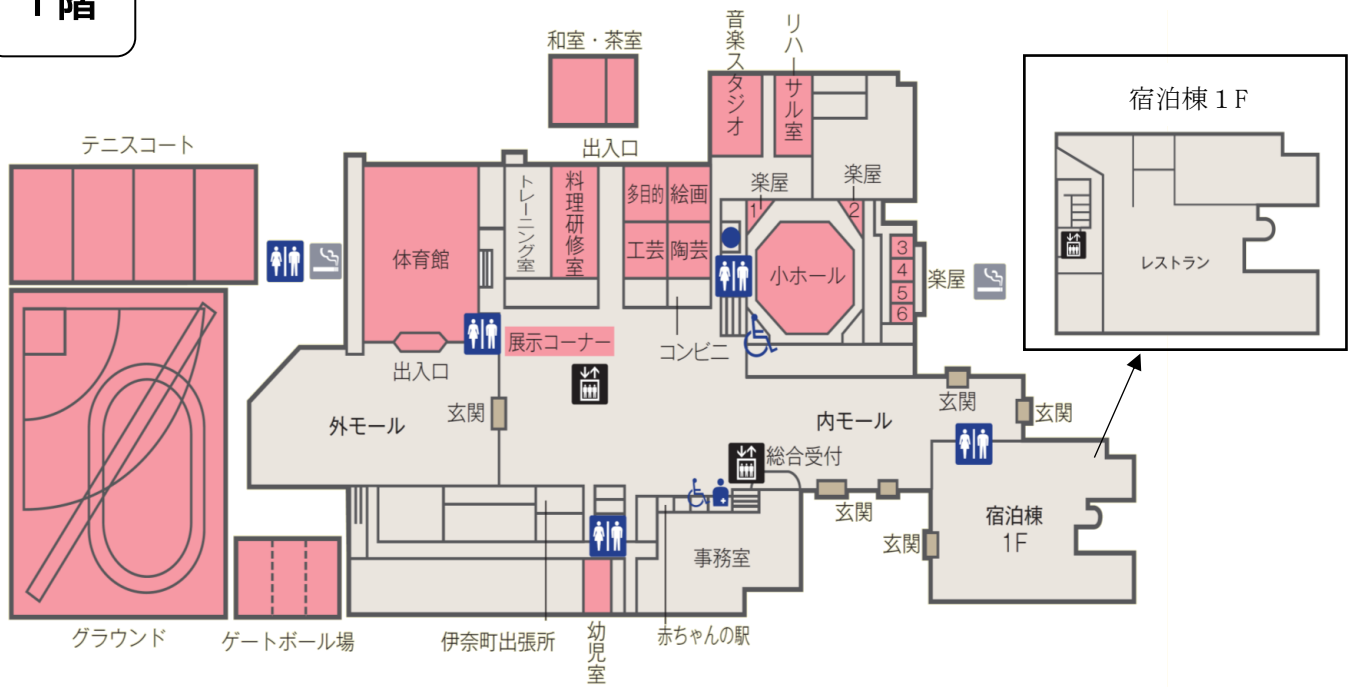 1階
和室・茶室
音楽スタジオ
リハーサル室
宿泊棟１F
テニスコート
出入口
トレーニング室
料理研修室
多目的
絵画
楽屋
楽屋
1
2
体育館
工芸
陶芸
小ホール
3
4
5
6
楽屋
レストラン
展示コーナー
コンビニ
出入口
玄関
外モール
内モール
玄関
玄関
総合受付
玄関
宿泊棟
1F
玄関
事務室
グラウンド
ゲートボール場
伊奈町出張所
幼児室
赤ちゃんの駅